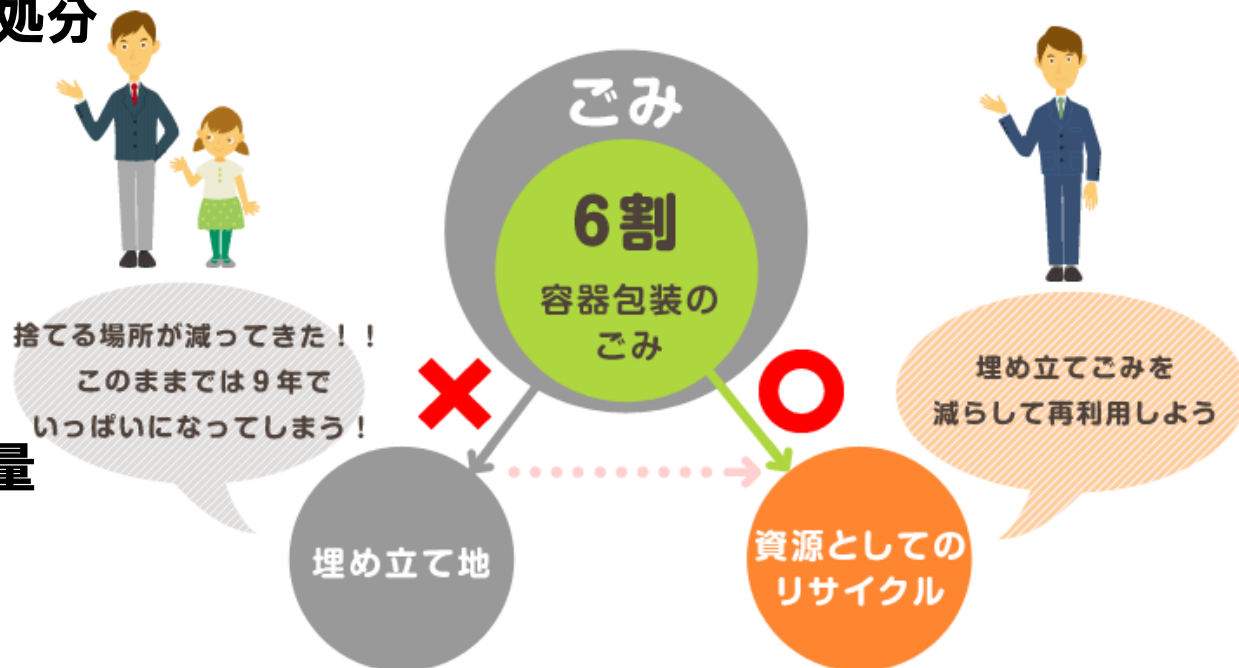 処分
ごみ
6割
容器包装の
ごみ
捨てる場所が減ってきた！！
このままでは9年で
いっぱいになってしまう！
埋め立てごみを
減らして再利用しよう
量
埋め立て地
資源としての
リサイクル